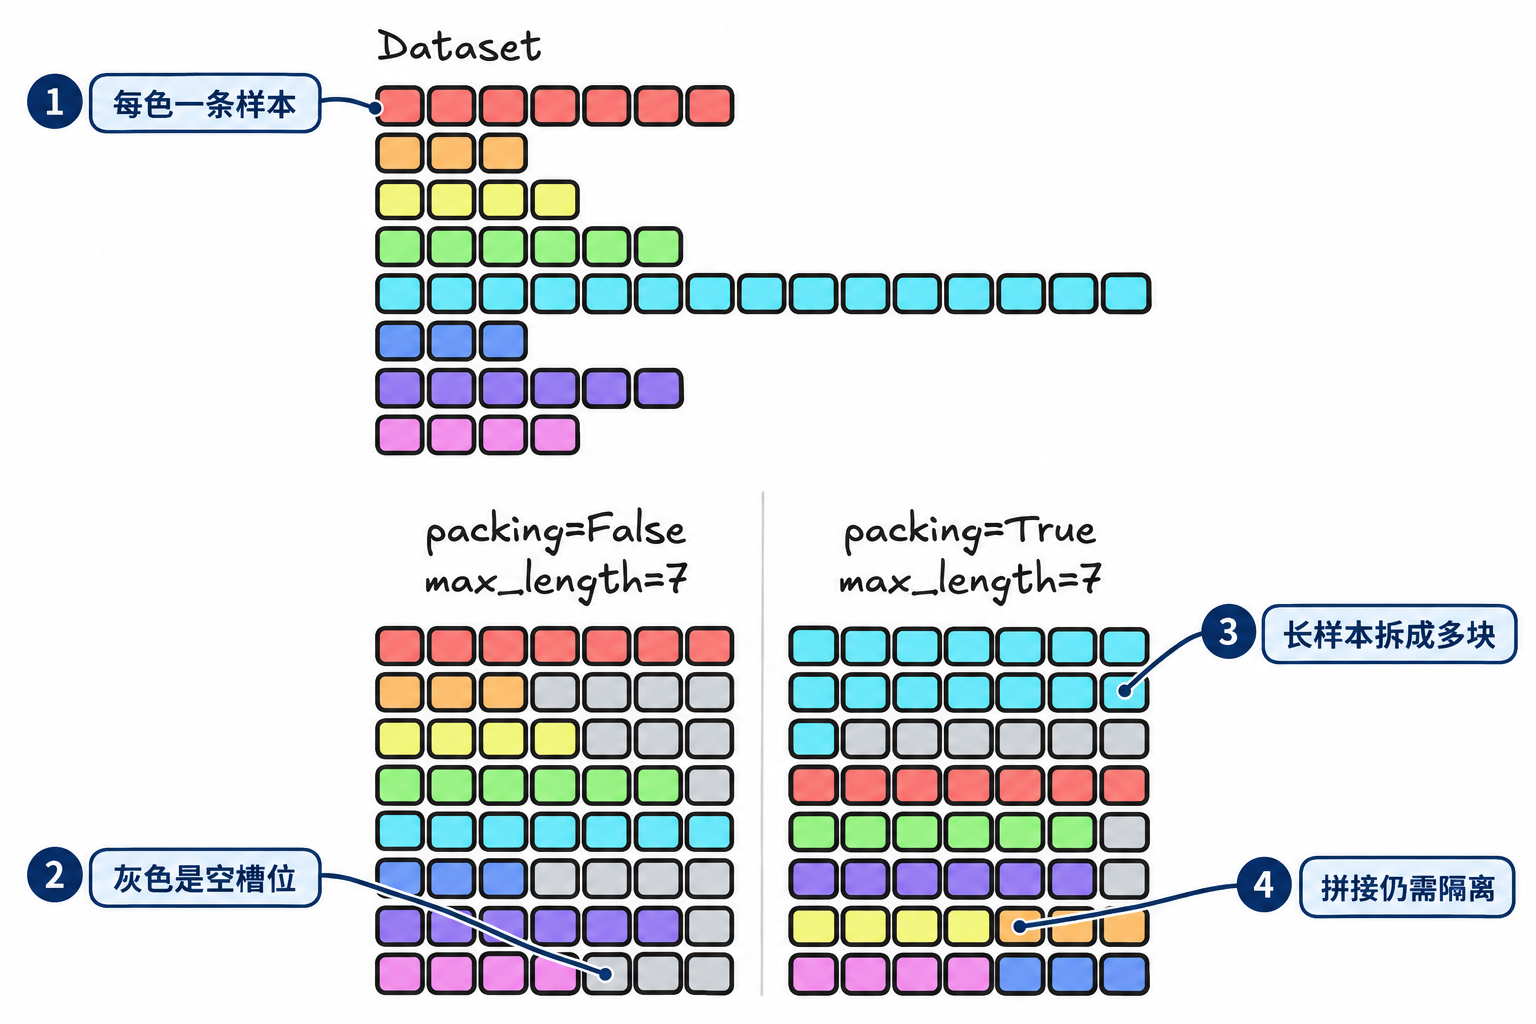 Dataset
1 每色一条样本
packing=False
max_length=7
packing=True
max_length=7
3 长样本拆成多块
2 灰色是空槽位
4 拼接仍需隔离